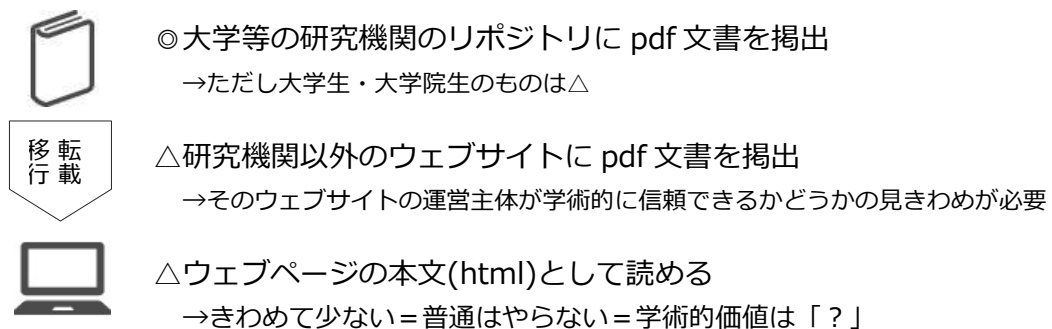 ◎大学等の研究機関のリポジトリに pdf 文書を掲出
→ただし大学生・大学院生のものは△
転載
移行
△研究機関以外のウェブサイトに pdf 文書を掲出
→そのウェブサイトの運営主体が学術的に信頼できるかどうかの見きわめが必要
△ウェブページの本文(html)として読める
→きわめて少ない=普通はやらない=学術的価値は「？」